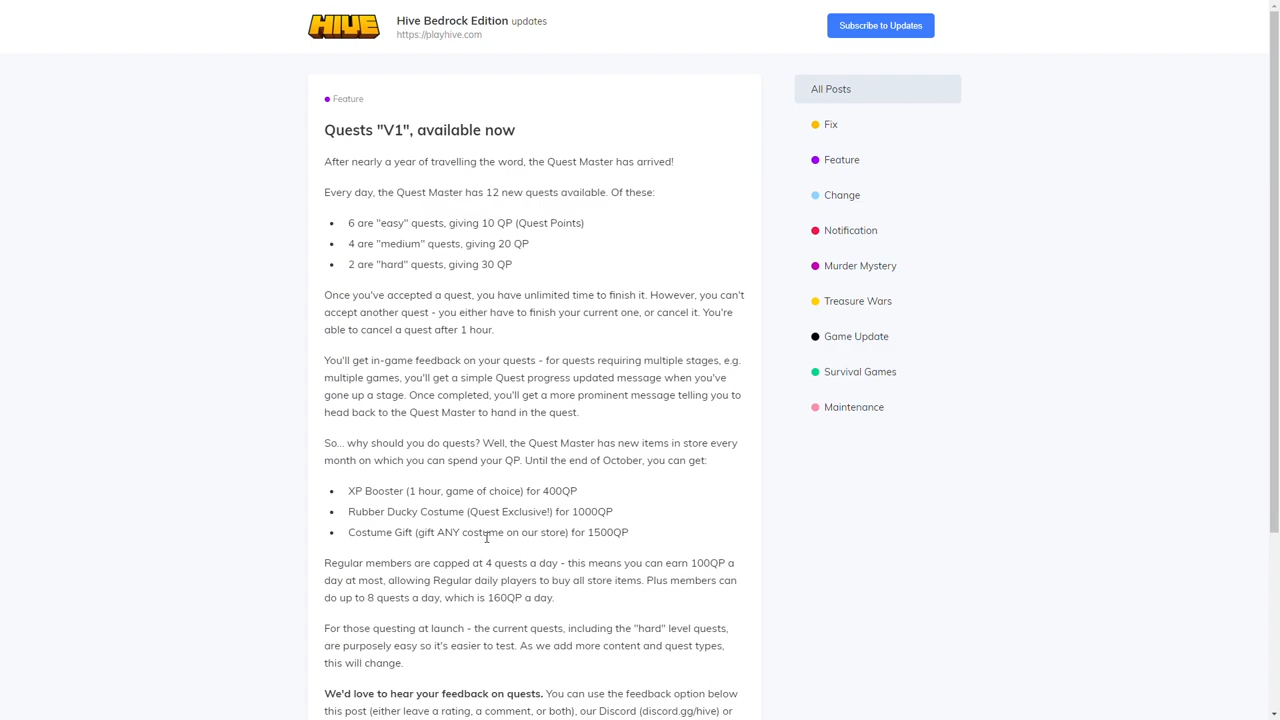 HIVE
Hive Bedrock Edition updates
https://playhive.com
Subscribe to Updates
Feature
Quests "V1", available now
After nearly a year of travelling the word, the Quest Master has arrived!
Every day, the Quest Master has 12 new quests available. Of these:
• 6 are "easy" quests, giving 10 QP (Quest Points)
• 4 are "medium" quests, giving 20 QP
• 2 are "hard" quests, giving 30 QP
Once you've accepted a quest, you have unlimited time to finish it. However, you can't
accept another quest - you either have to finish your current one, or cancel it. You're
able to cancel a quest after 1 hour.
You'll get in-game feedback on your quests - for quests requiring multiple stages, e.g.
multiple games, you'll get a simple Quest progress updated message when you've
gone up a stage. Once completed, you'll get a more prominent message telling you to
head back to the Quest Master to hand in the quest.
So... why should you do quests? Well, the Quest Master has new items in store every
month on which you can spend your QP. Until the end of October, you can get:
• XP Booster (1 hour, game of choice) for 400QP
• Rubber Ducky Costume (Quest Exclusive!) for 1000QP
• Costume Gift (gift ANY costume on our store) for 1500QP
Regular members are capped at 4 quests a day - this means you can earn 100QP a
day at most, allowing Regular daily players to buy all store items. Plus members can
do up to 8 quests a day, which is 160QP a day.
For those questing at launch - the current quests, including the "hard" level quests,
are purposely easy so it's easier to test. As we add more content and quest types,
this will change.
We'd love to hear your feedback on quests. You can use the feedback option below
this post (either leave a rating, a comment, or both), our Discord (discord.gg/hive) or
All Posts
Fix
Feature
Change
Notification
Murder Mystery
Treasure Wars
Game Update
Survival Games
Maintenance